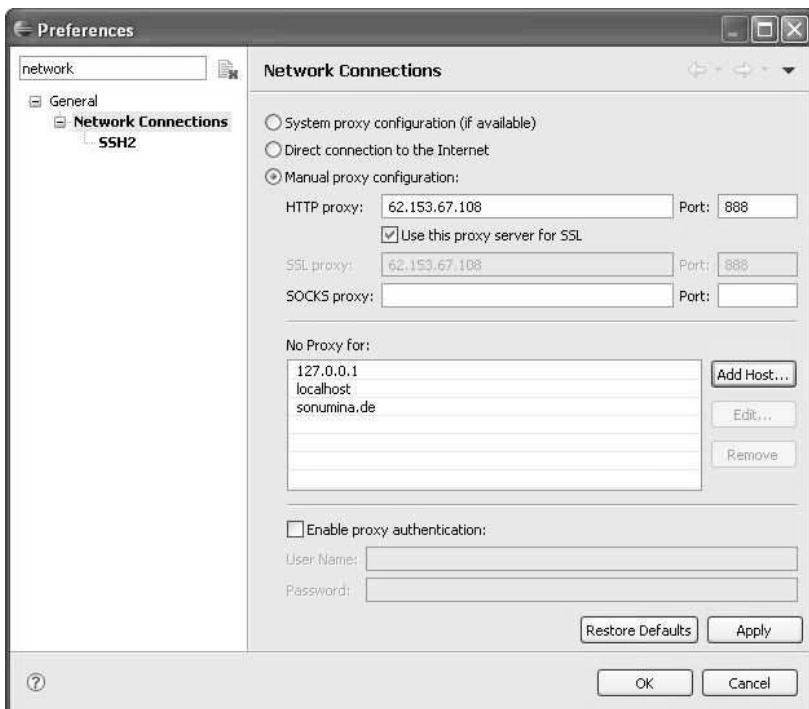 Preferences
network
Network Connections
General
Network Connections
SSH2
System proxy configuration (if available)
Direct connection to the Internet
Manual proxy configuration:
HTTP proxy: 62.153.67.108 Port: 888
Use this proxy server for SSL
SSL proxy: 62.153.67.108 Port: 888
SOCKS proxy: Port:
No Proxy for:
127.0.0.1
localhost
sonumina.de
Add Host...
Edit...
Remove
Enable proxy authentication:
User Name:
Password:
Restore Defaults Apply
OK Cancel